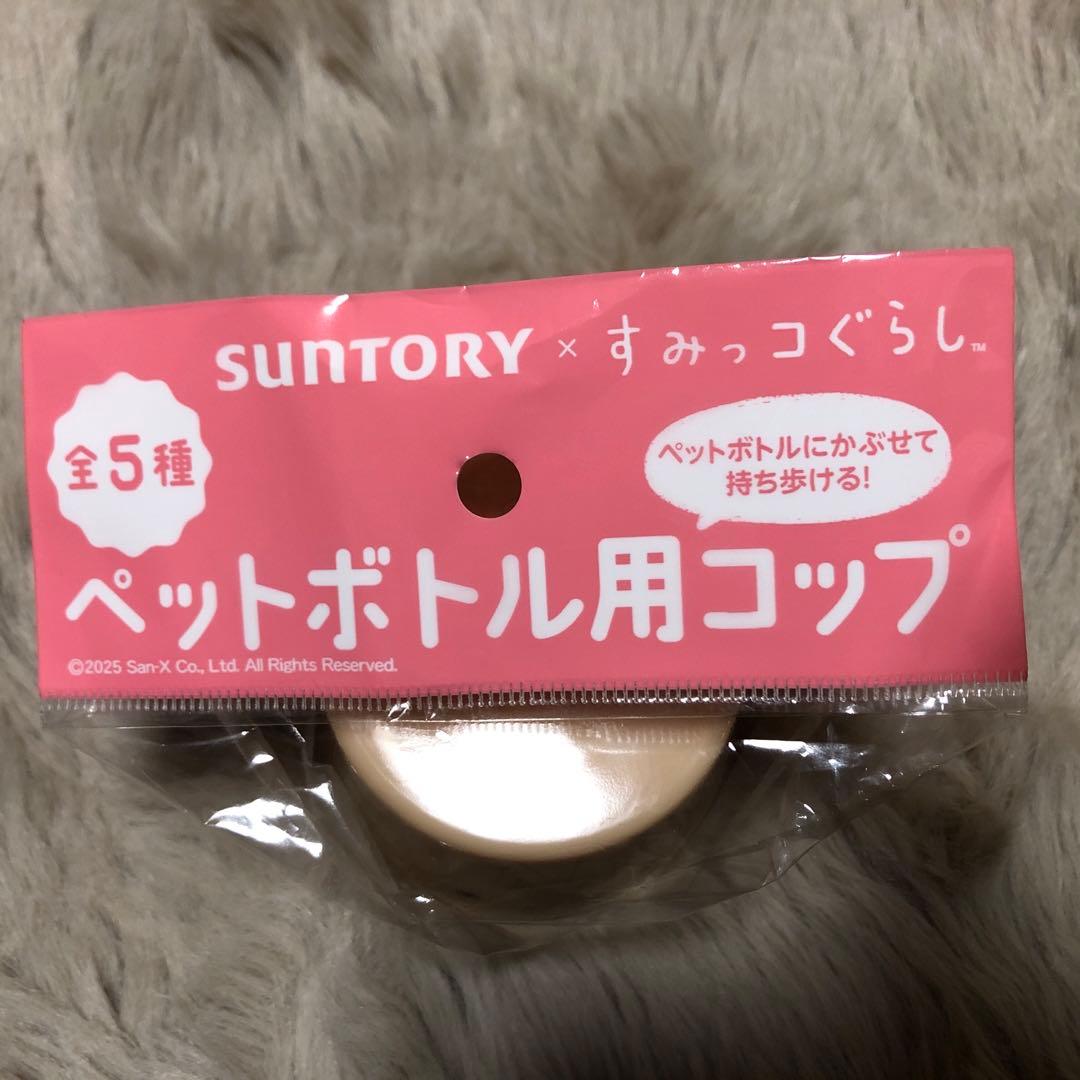 SUNTORY × すみっコぐらし™
全5種
ペットボトルにかぶせて
持ち歩ける!
ペットボトル用コップ
©2025 San-X Co., Ltd. All Rights Reserved.